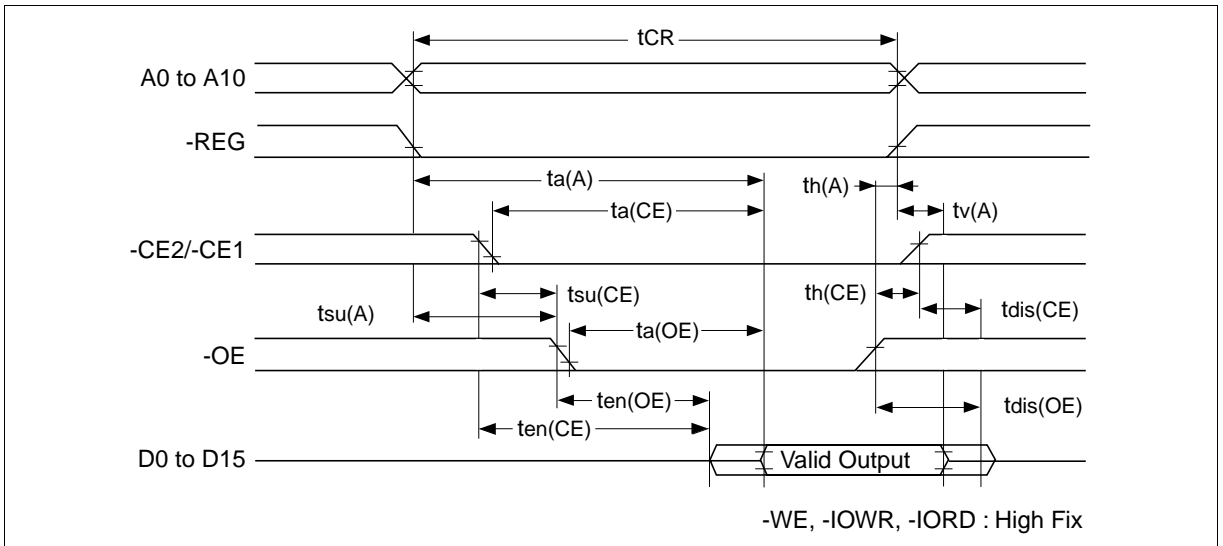 tCR
A0 to A10
-REG
ta(A)
th(A)
ta(CE)
tv(A)
-CE2/-CE1
tsu(CE)
th(CE)
tsu(A)
tdis(CE)
ta(OE)
-OE
ten(OE)
tdis(OE)
ten(CE)
D0 to D15
Valid Output
-WE, -IOWR, -IORD : High Fix